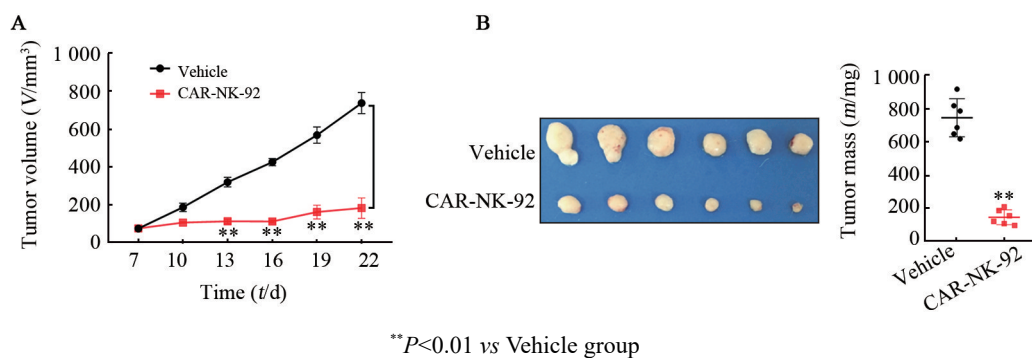 A
Tumor volume (V/mm³)
1 000
800
600
400
200
0
Vehicle
CAR-NK-92
** ** ** **
7 10 13 16 19 22
Time (t/d)
B
Vehicle
CAR-NK-92
Tumor mass (m/mg)
1 000
800
600
400
200
0
**
Vehicle
CAR-NK-92
**P<0.01 vs Vehicle group